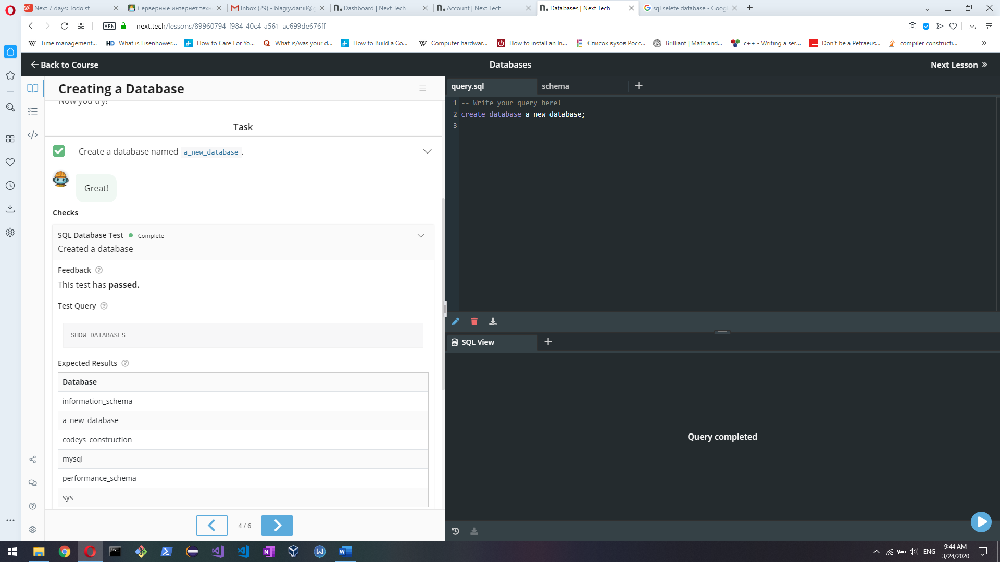 Next 7 days: Todoist
Серверные интернет техн
Inbox (29) - blagiy.daniil@g
Dashboard | Next Tech
Account | Next Tech
Databases | Next Tech
sql selete database - Goog
VPN
next.tech/lessons/89960794-f984-40c4-a561-ac699de676ff
Time management...
What is Eisenhower...
How to Care For Yo...
What is/was your d...
How to Build a Co...
Computer hardwar...
How to install an In...
Список вузов Росс...
Brilliant | Math and...
c++ - Writing a ser...
Don't be a Petraeus...
compiler constructi...
Back to Course
Databases
Next Lesson
Creating a Database
Now you try!
Task
Create a database named a_new_database .
Great!
Checks
SQL Database Test Complete
Created a database
Feedback
This test has passed.
Test Query
SHOW DATABASES
Expected Results
Database
information_schema
a_new_database
codeys_construction
mysql
performance_schema
sys
4 / 6
query.sql
schema
1 -- Write your query here!
2 create database a_new_database;
3
SQL View
Query completed
ENG
9:44 AM
3/24/2020